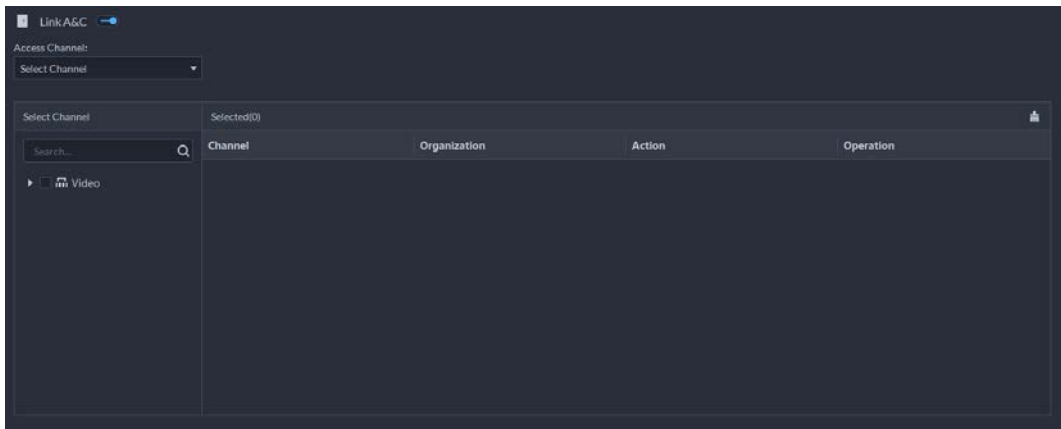 Link A&C
Access Channel:
Select Channel
Select Channel
Selected(0)
Search...
Channel Organization Action Operation
Video